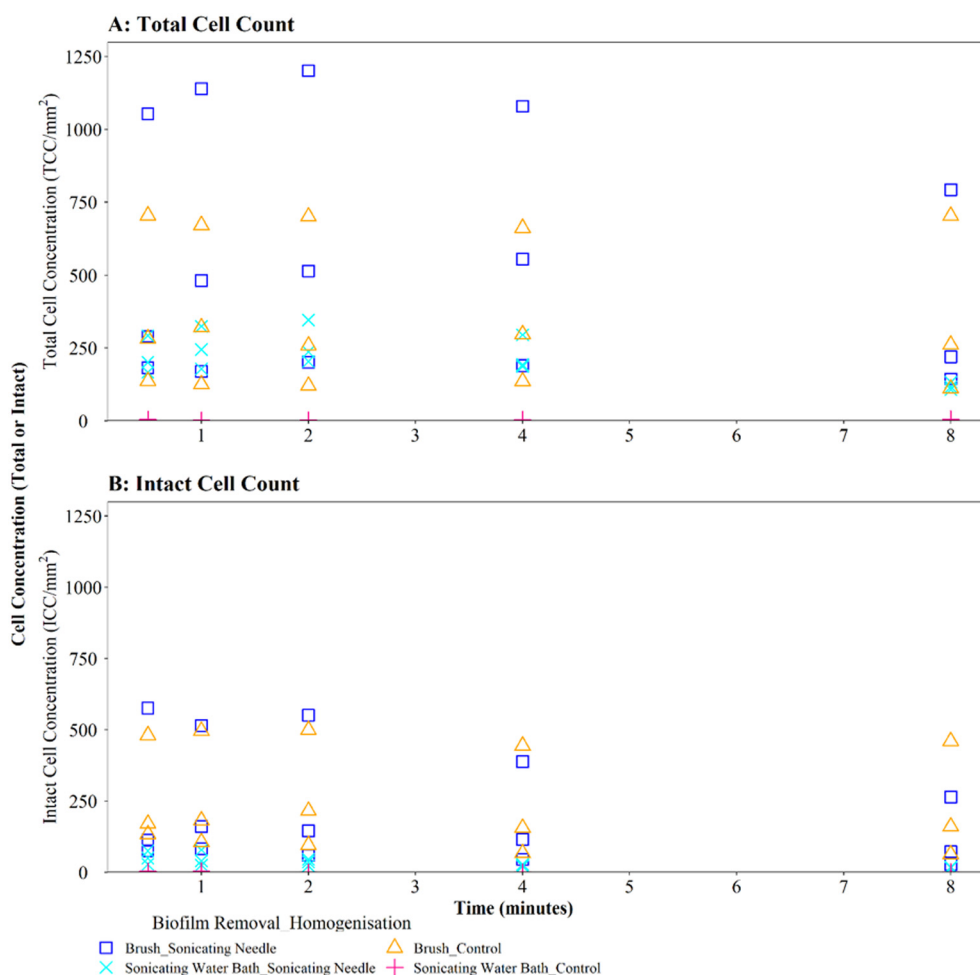 A: Total Cell Count
1250
1000
750
500
250
0
Total Cell Concentration (TCC/mm²)
1 2 3 4 5 6 7 8
Cell Concentration (Total or Intact)
B: Intact Cell Count
1250
1000
750
500
250
0
Intact Cell Concentration (ICC/mm²)
1 2 3 4 5 6 7 8
Time (minutes)
Biofilm Removal_Homogenisation
Brush_Sonicating Needle Brush_Control
Sonicating Water Bath_Sonicating Needle Sonicating Water Bath_Control